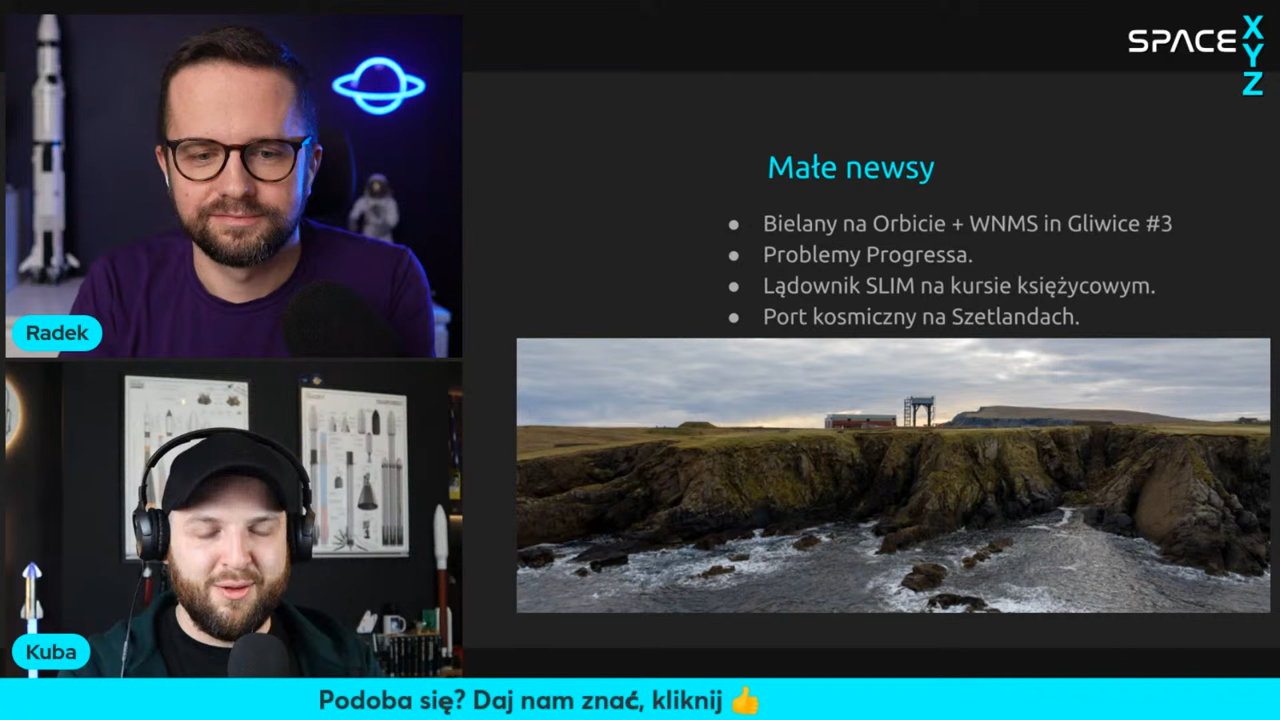 SPACE
X
Y
Z
Małe newsy
● Bielany na Orbicie + WNMS in Gliwice #3
● Problemy Progressa.
● Lądownik SLIM na kursie księżycowym.
● Port kosmiczny na Szetlandach.
Radek
Kuba
Podoba się? Daj nam znać, kliknij 👍